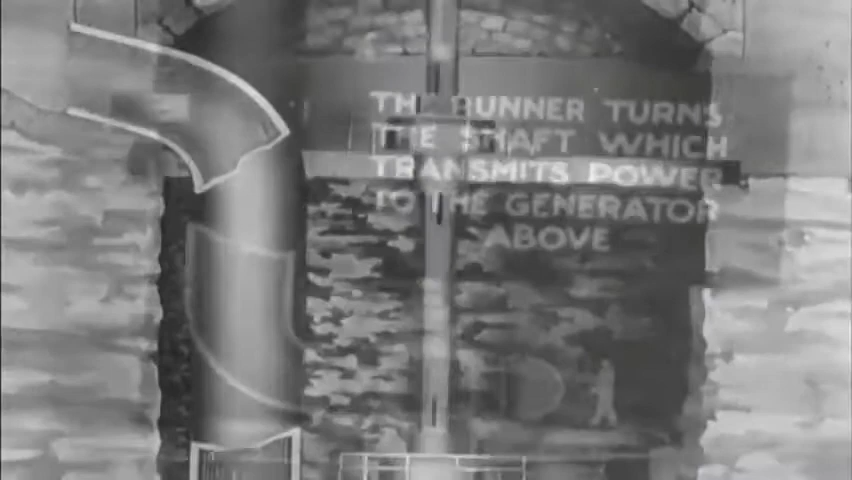 THE RUNNER TURNS
THE SHAFT WHICH
TRANSMITS POWER
TO THE GENERATOR
ABOVE